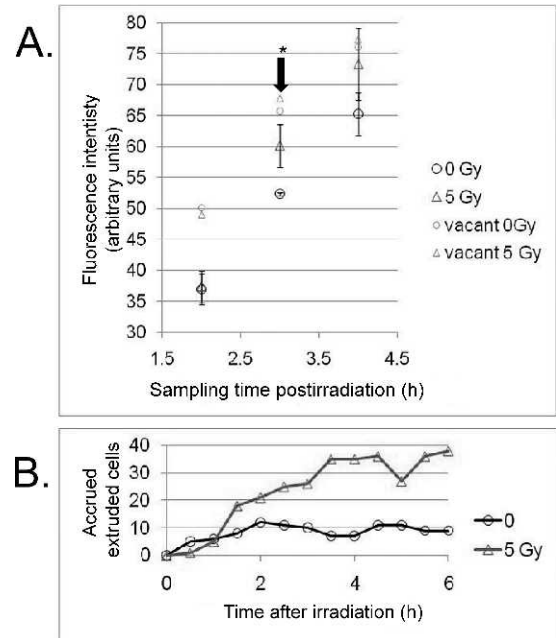 A.
80
75
70
65
60
55
50
45
40
35
30
*
Fluorescence intentisty
(arbitrary units)
1.5 2.5 3.5 4.5
Sampling time postirradiation (h)
0 Gy
5 Gy
vacant 0Gy
vacant 5 Gy
B.
40
30
20
10
0
Accrued
extruded cells
0 2 4 6
Time after irradiation (h)
0
5 Gy